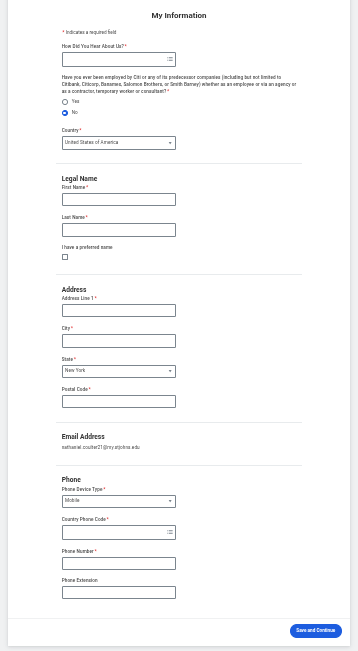 My Information
* Indicates a required field
How Did You Hear About Us? *
Have you ever been employed by Citi or any of its predecessor companies (including but not limited to
Citibank, Citicorp, Banamex, Salomon Brothers, or Smith Barney) whether as an employee or via an agency or
as a contractor, temporary worker or consultant? *
Yes
No
Country *
United States of America
Legal Name
First Name *
Last Name *
I have a preferred name
Address
Address Line 1 *
City *
State *
New York
Postal Code *
Email Address
nathaniel.coulter21@my.stjohns.edu
Phone
Phone Device Type *
Mobile
Country Phone Code *
Phone Number *
Phone Extension
Save and Continue